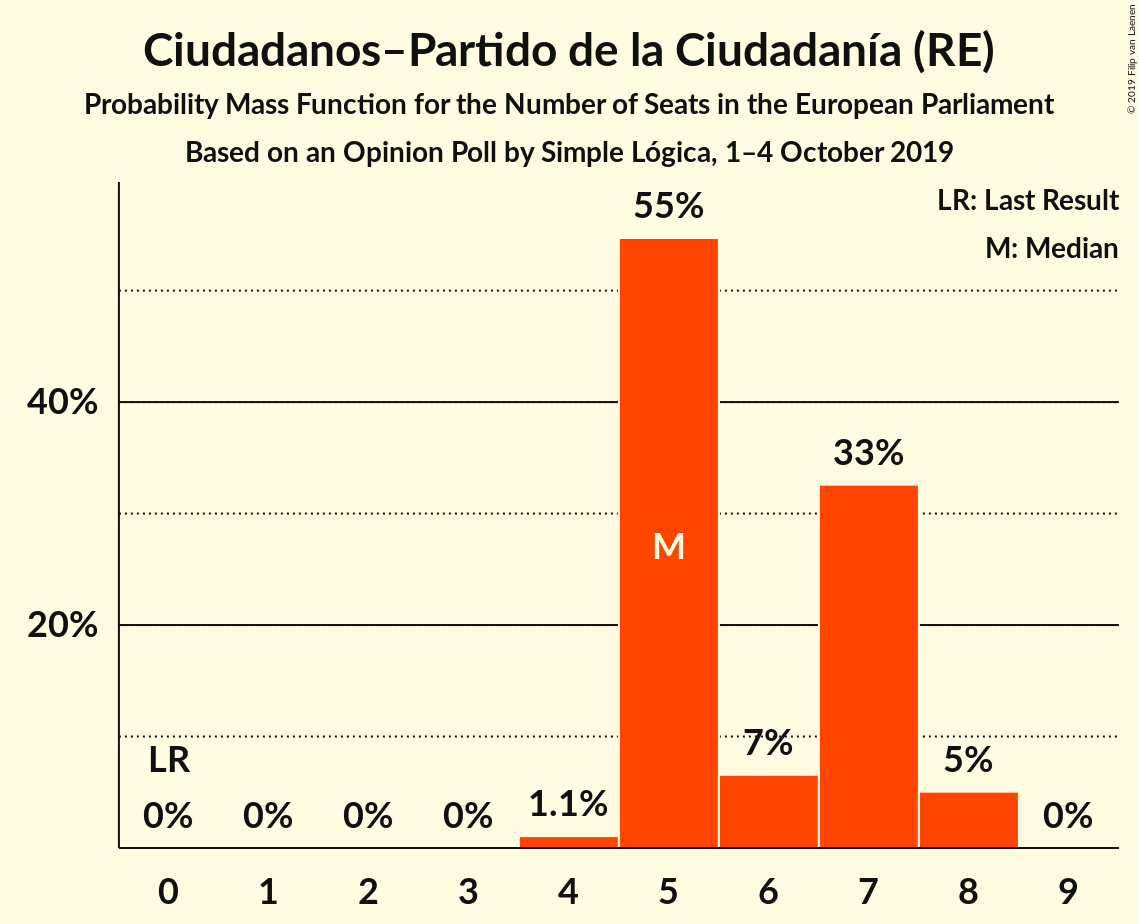 Ciudadanos–Partido de la Ciudadanía (RE)
Probability Mass Function for the Number of Seats in the European Parliament
Based on an Opinion Poll by Simple Lógica, 1–4 October 2019
© 2019 Filip van Laenen
LR: Last Result
M: Median
55%
40%
33%
M
20%
7%
LR
5%
1.1%
0% 0% 0% 0% 0%
0 1 2 3 4 5 6 7 8 9